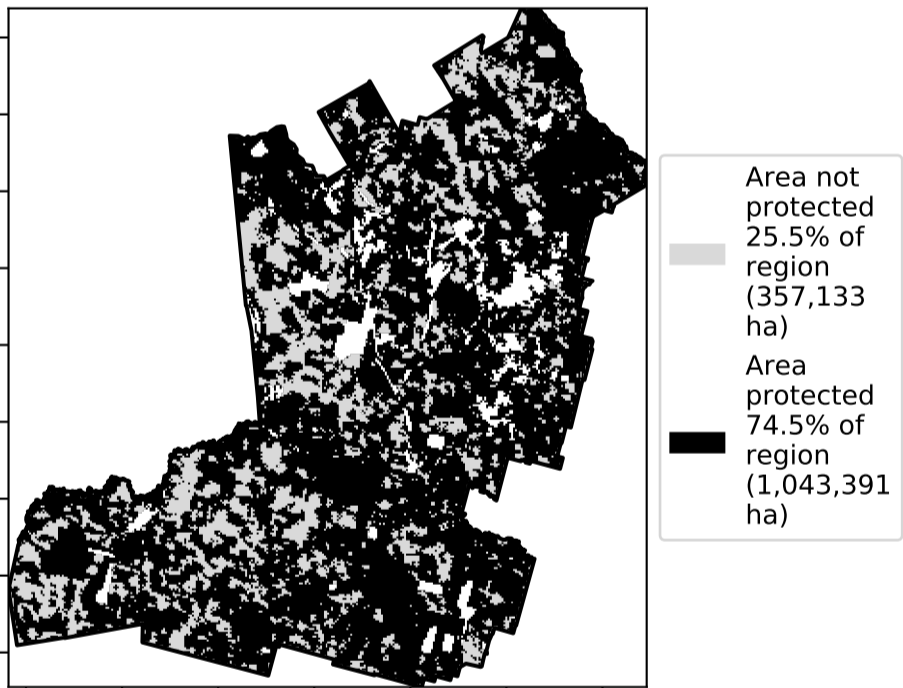 Area not
protected
25.5% of
region
(357,133
ha)
Area
protected
74.5% of
region
(1,043,391
ha)